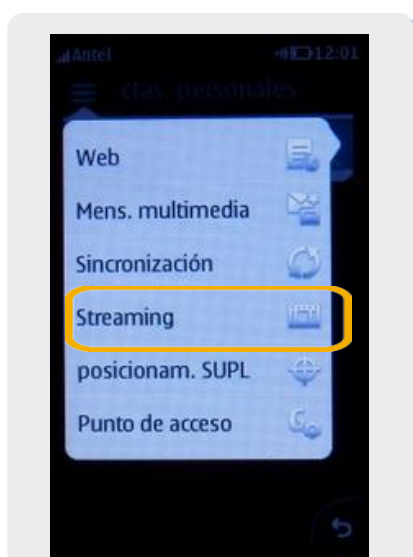 Antel 12:01
ctas. personales
Web
Mens. multimedia
Sincronización
Streaming
posicionam. SUPL
Punto de acceso